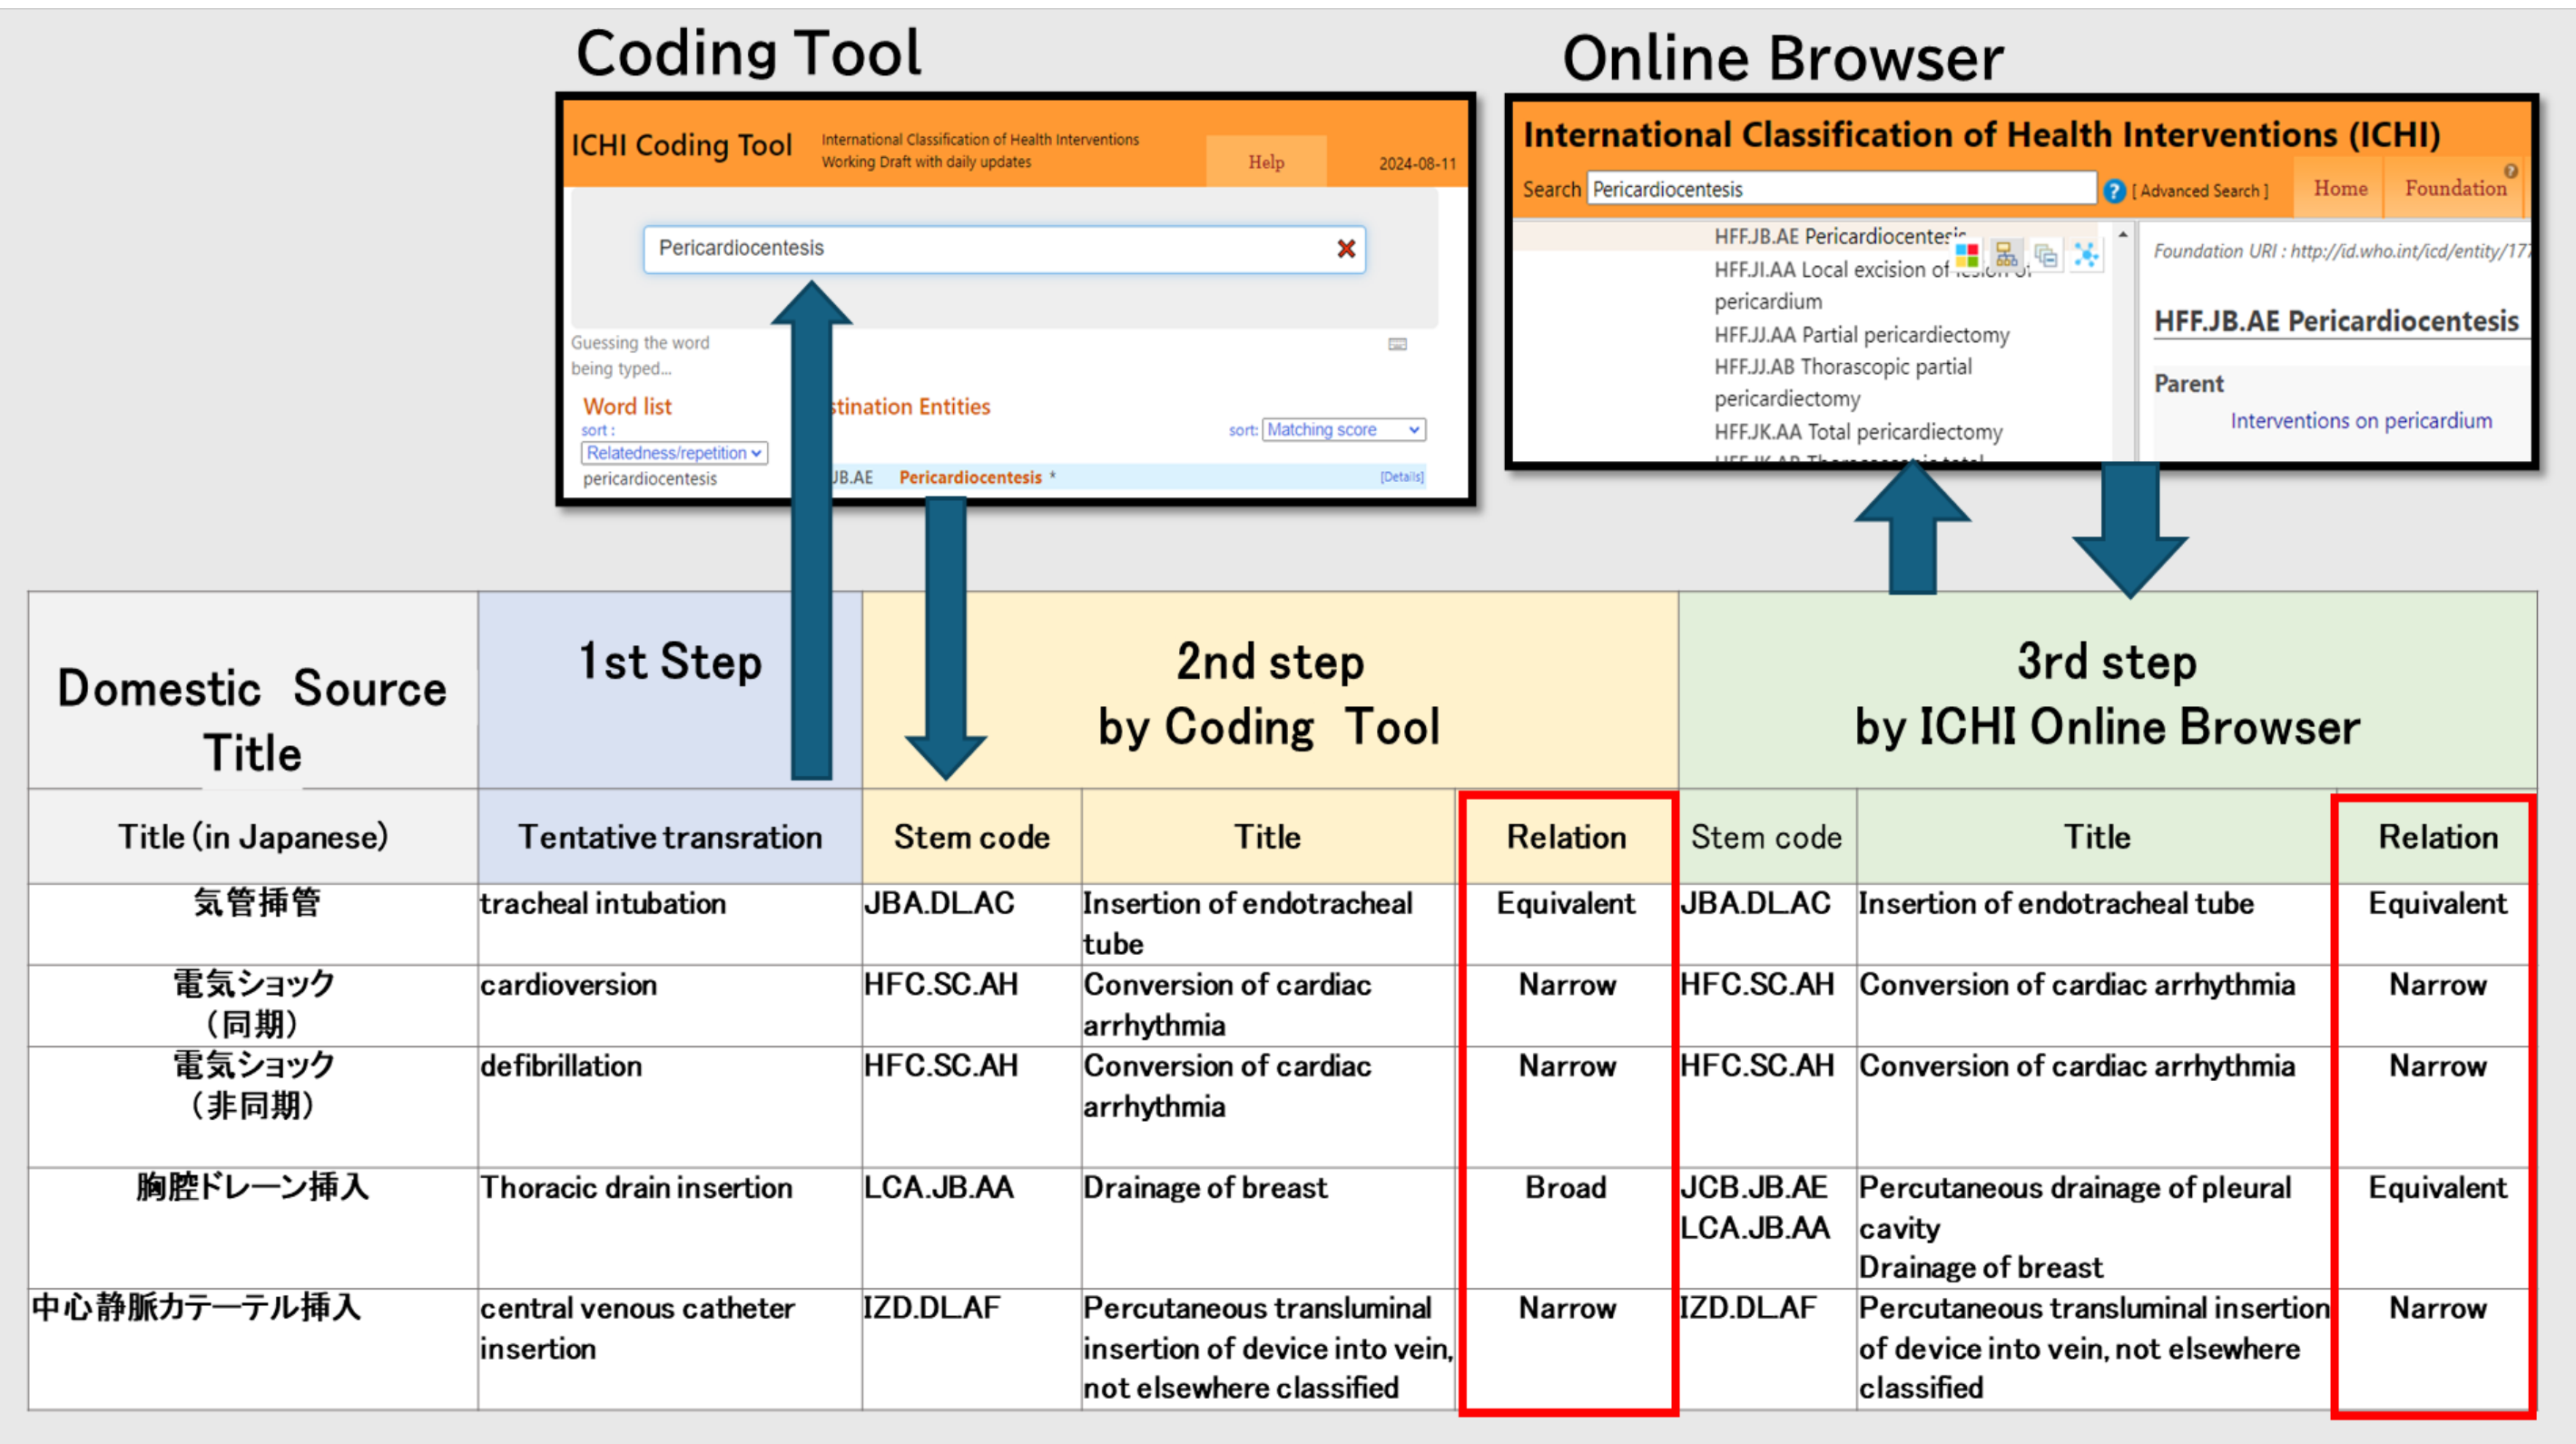 Coding Tool
Online Browser
ICHI Coding Tool
International Classification of Health Interventions
Working Draft with daily updates
Help
2024-08-11
Pericardiocentesis
Guessing the word
being typed...
Word list
sort :
Relatedness/repetition
pericardiocentesis
stination Entities
sort: Matching score
JB.AE Pericardiocentesis *
[Details]
International Classification of Health Interventions (ICHI)
Search Pericardiocentesis
? [ Advanced Search ]
Home
Foundation
?
HFF.JB.AE Pericardiocentesis
HFF.JI.AA Local excision of lesion of
pericardium
HFF.JJ.AA Partial pericardiectomy
HFF.JJ.AB Thorascopic partial
pericardiectomy
HFF.JK.AA Total pericardiectomy
Foundation URI : http://id.who.int/icd/entity/177
HFF.JB.AE Pericardiocentesis
Parent
Interventions on pericardium
Domestic Source
Title
1st Step
2nd step
by Coding Tool
3rd step
by ICHI Online Browser
Title(in Japanese)
Tentative transration
Stem code
Title
Relation
Stem code
Title
Relation
気管挿管
tracheal intubation
JBA.DL.AC
Insertion of endotracheal
tube
Equivalent
JBA.DL.AC
Insertion of endotracheal tube
Equivalent
電気ショック
（同期）
cardioversion
HFC.SC.AH
Conversion of cardiac
arrhythmia
Narrow
HFC.SC.AH
Conversion of cardiac arrhythmia
Narrow
電気ショック
（非同期）
defibrillation
HFC.SC.AH
Conversion of cardiac
arrhythmia
Narrow
HFC.SC.AH
Conversion of cardiac arrhythmia
Narrow
胸腔ドレーン挿入
Thoracic drain insertion
LCA.JB.AA
Drainage of breast
Broad
JCB.JB.AE
LCA.JB.AA
Percutaneous drainage of pleural
cavity
Drainage of breast
Equivalent
中心静脈カテーテル挿入
central venous catheter
insertion
IZD.DL.AF
Percutaneous transluminal
insertion of device into vein,
not elsewhere classified
Narrow
IZD.DL.AF
Percutaneous transluminal insertion
of device into vein, not elsewhere
classified
Narrow